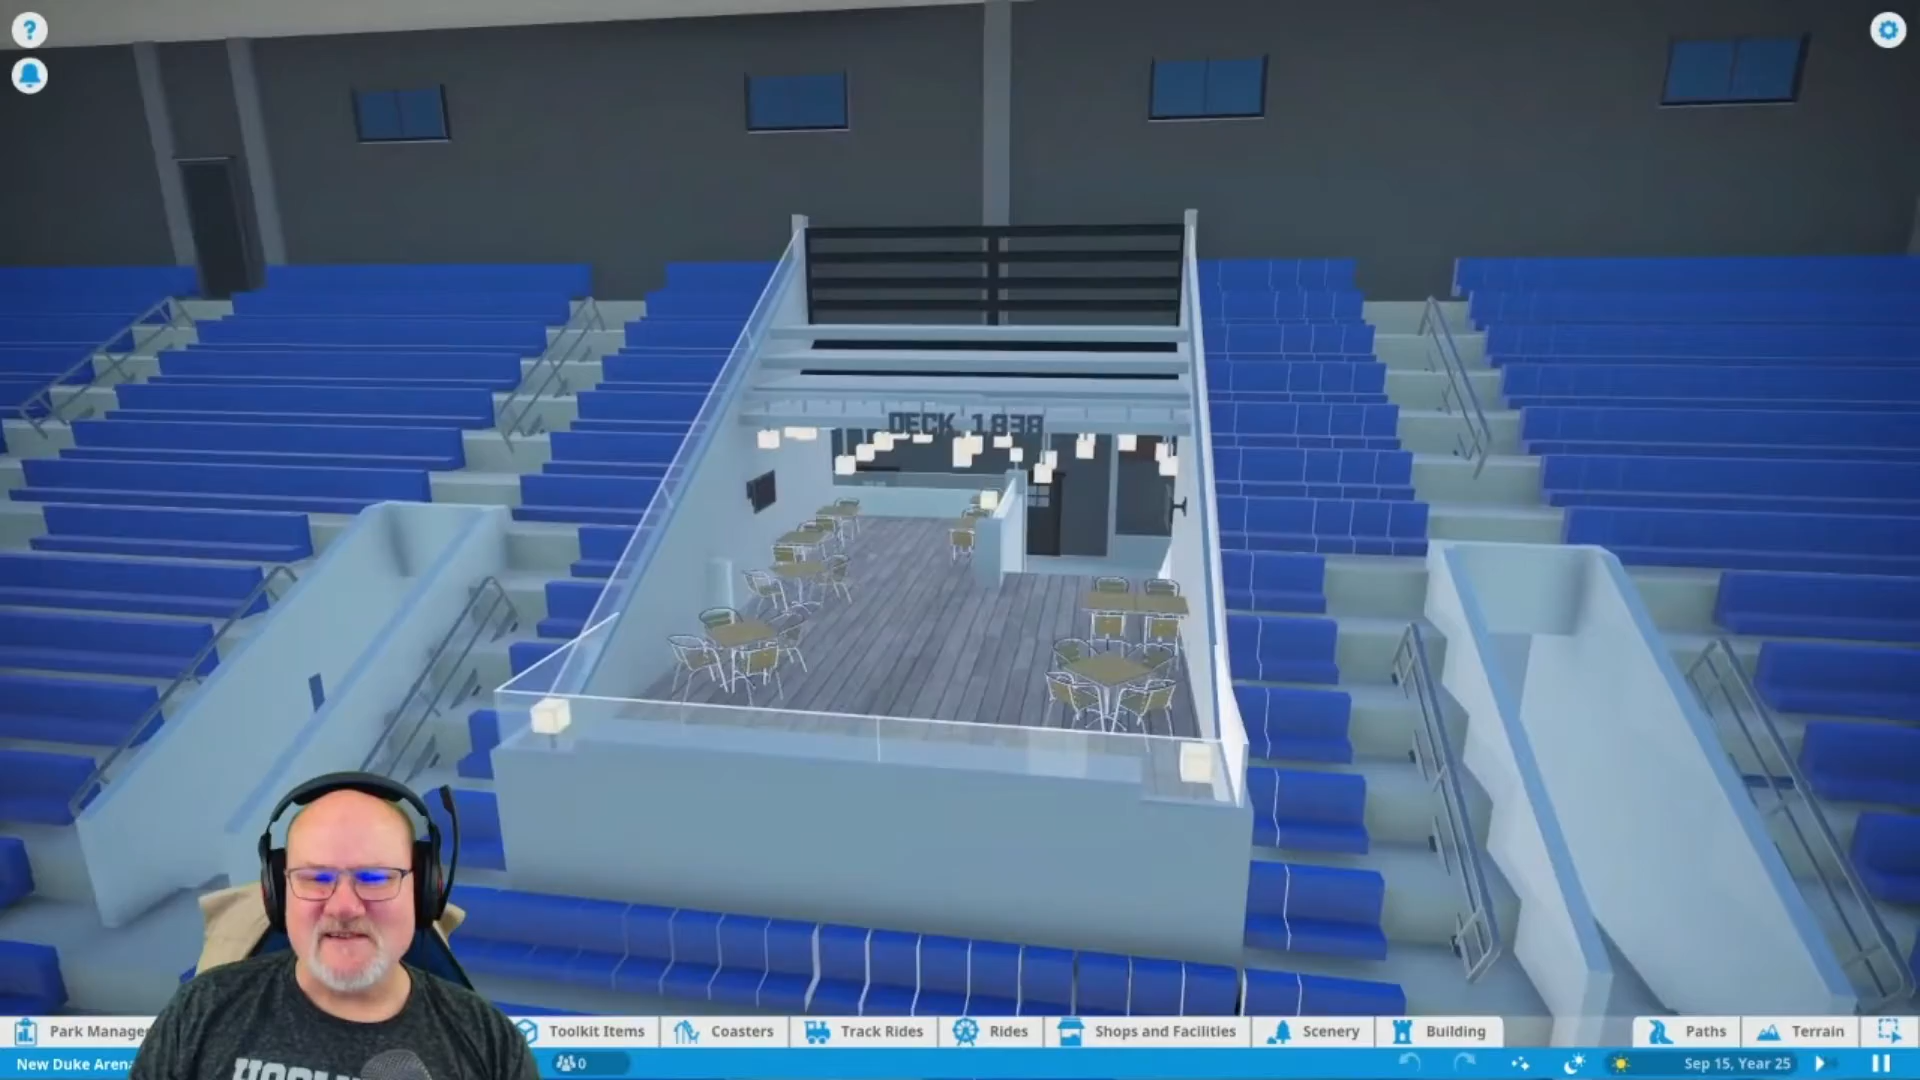 ?
DECK 1838
Park Manage
Toolkit Items
Coasters
Track Rides
Rides
Shops and Facilities
Scenery
Building
Paths
Terrain
New Duke Arena
0
Sep 15, Year 25